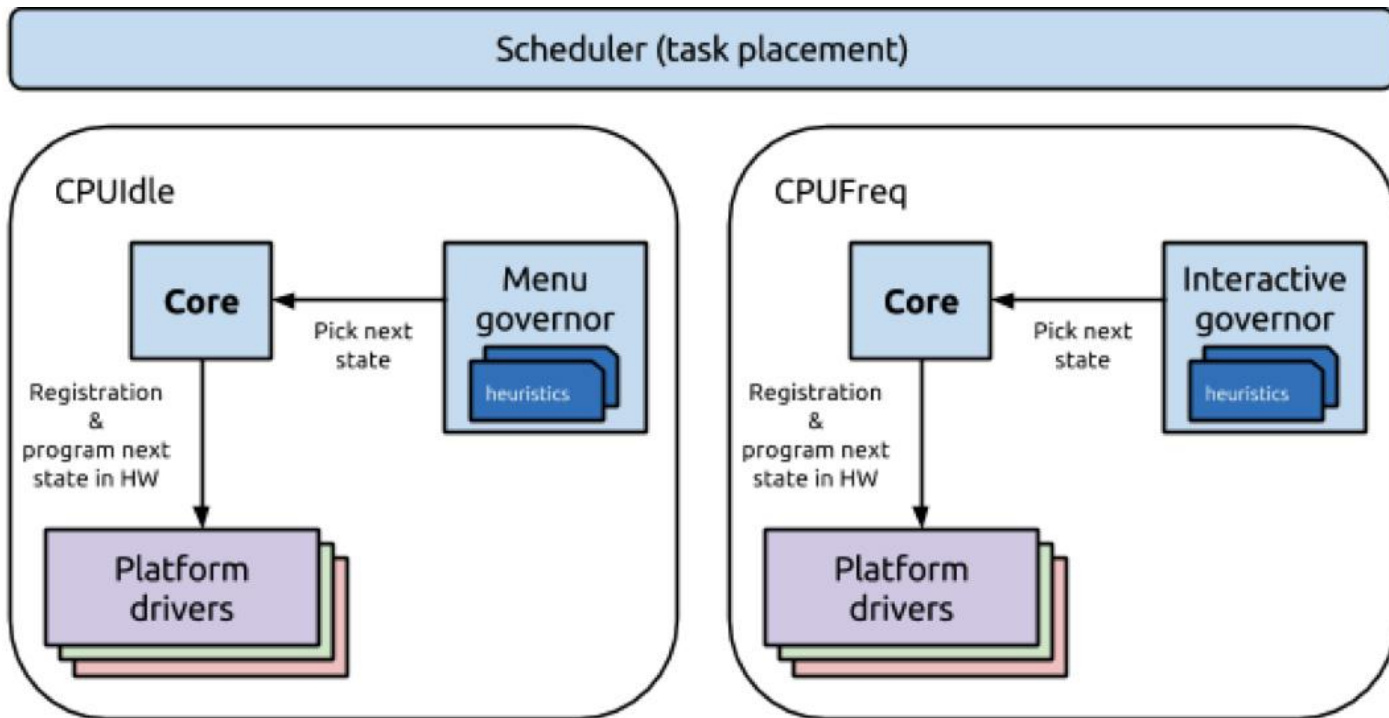 Scheduler (task placement)
CPUIdle
Core
Menu
governor
heuristics
Pick next
state
Registration
&
program next
state in HW
Platform
drivers
CPUFreq
Core
Interactive
governor
heuristics
Pick next
state
Registration
&
program next
state in HW
Platform
drivers